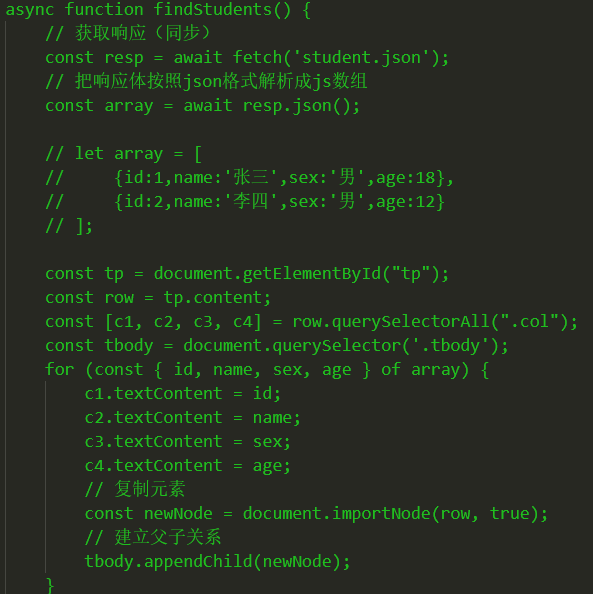 async function findStudents() {
    // 获取响应（同步）
    const resp = await fetch('student.json');
    // 把响应体按照json格式解析成js数组
    const array = await resp.json();

    // let array = [
    //     {id:1,name:'张三',sex:'男',age:18},
    //     {id:2,name:'李四',sex:'男',age:12}
    // ];

    const tp = document.getElementById("tp");
    const row = tp.content;
    const [c1, c2, c3, c4] = row.querySelectorAll(".col");
    const tbody = document.querySelector('.tbody');
    for (const { id, name, sex, age } of array) {
        c1.textContent = id;
        c2.textContent = name;
        c3.textContent = sex;
        c4.textContent = age;
        // 复制元素
        const newNode = document.importNode(row, true);
        // 建立父子关系
        tbody.appendChild(newNode);
    }